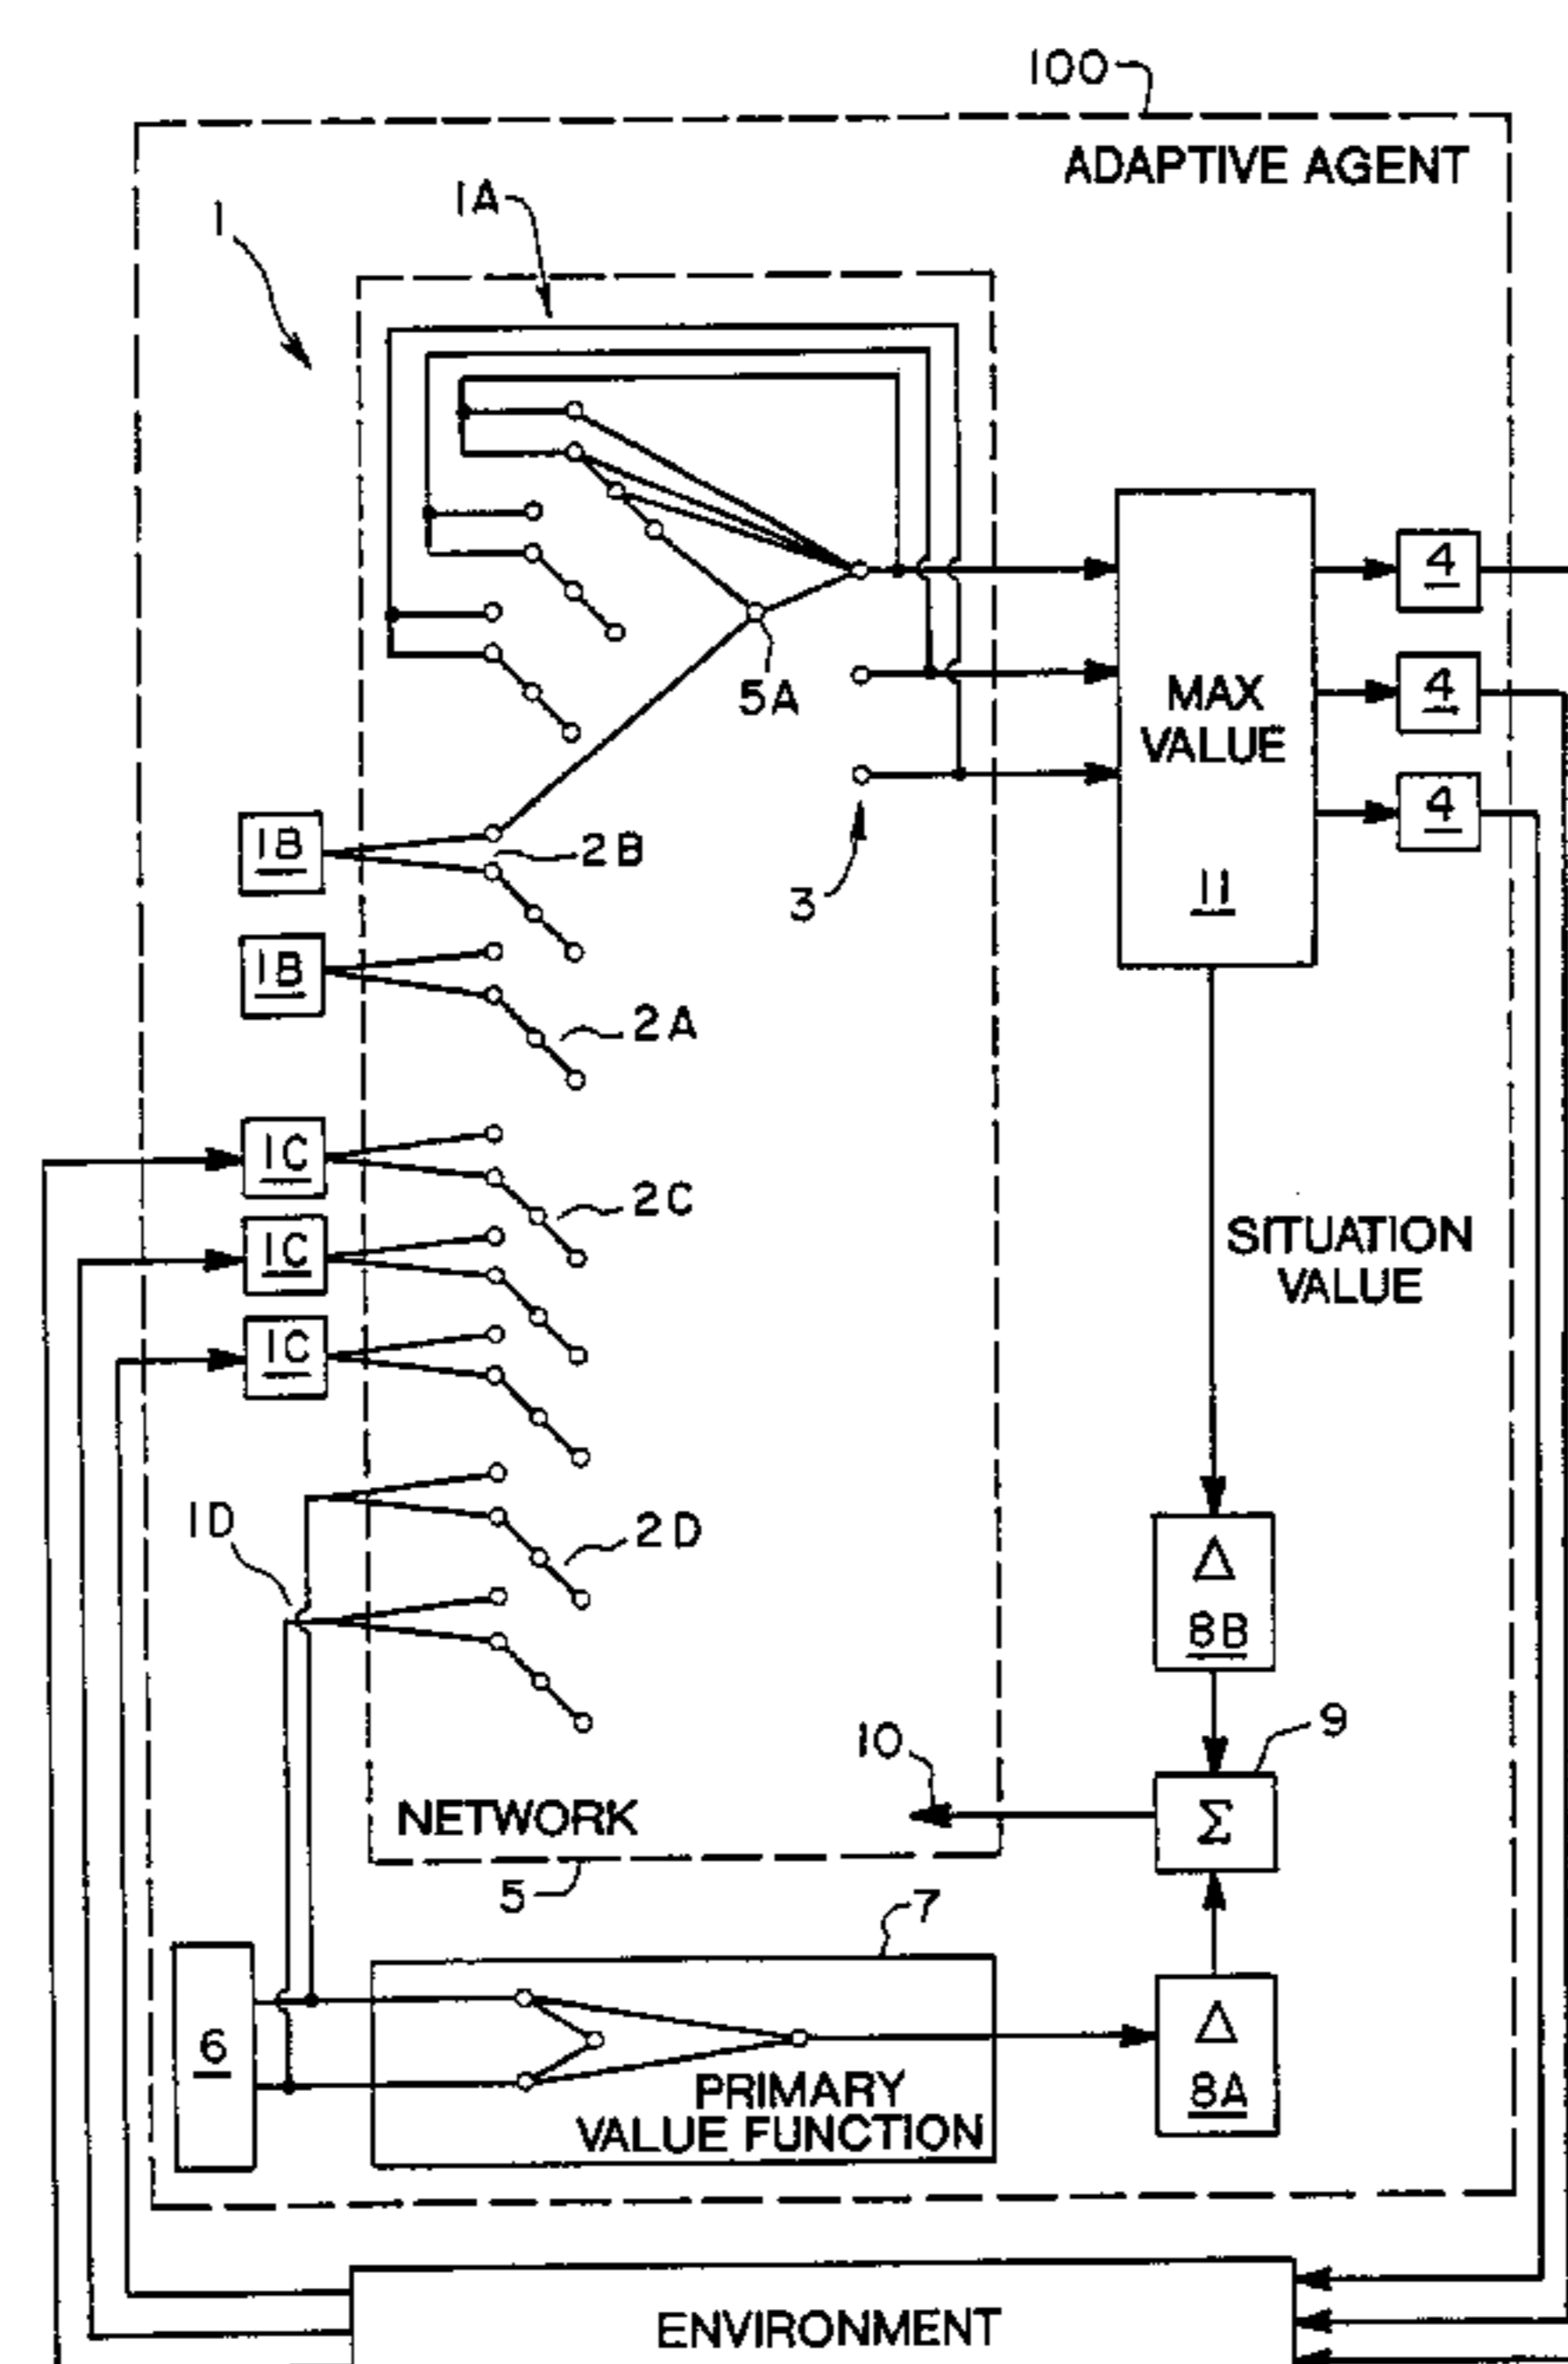 100
ADAPTIVE AGENT
1A
1
5A
MAX
VALUE
11
4
4
4
1B
2B
3
1B
2A
1C
2C
1C
SITUATION
VALUE
1C
1D
2D
Δ
8B
10
9
NETWORK
Σ
5
7
6
Δ
8A
PRIMARY
VALUE FUNCTION
ENVIRONMENT